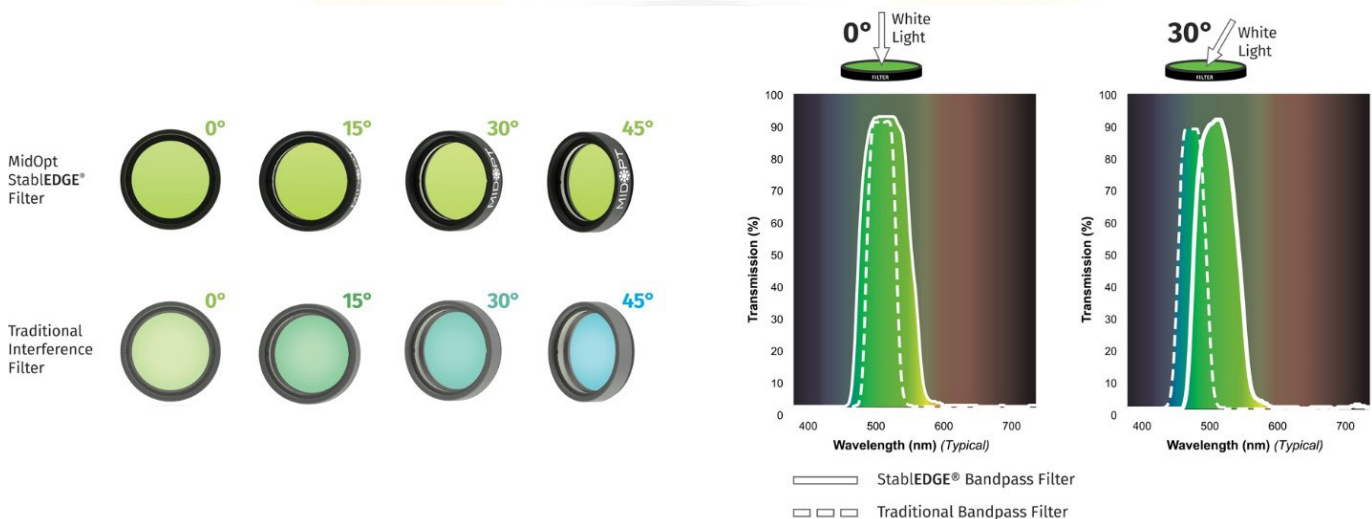 MidOpt
StablEDGE®
Filter
0°
15°
30°
45°
MIDOPT
MIDOPT
Traditional
Interference
Filter
0°
15°
30°
45°
0°
White
Light
FILTER
Transmission (%)
100
90
80
70
60
50
40
30
20
10
0
400 500 600 700
Wavelength (nm) (Typical)
30°
White
Light
FILTER
Transmission (%)
100
90
80
70
60
50
40
30
20
10
0
400 500 600 700
Wavelength (nm) (Typical)
StablEDGE® Bandpass Filter
Traditional Bandpass Filter